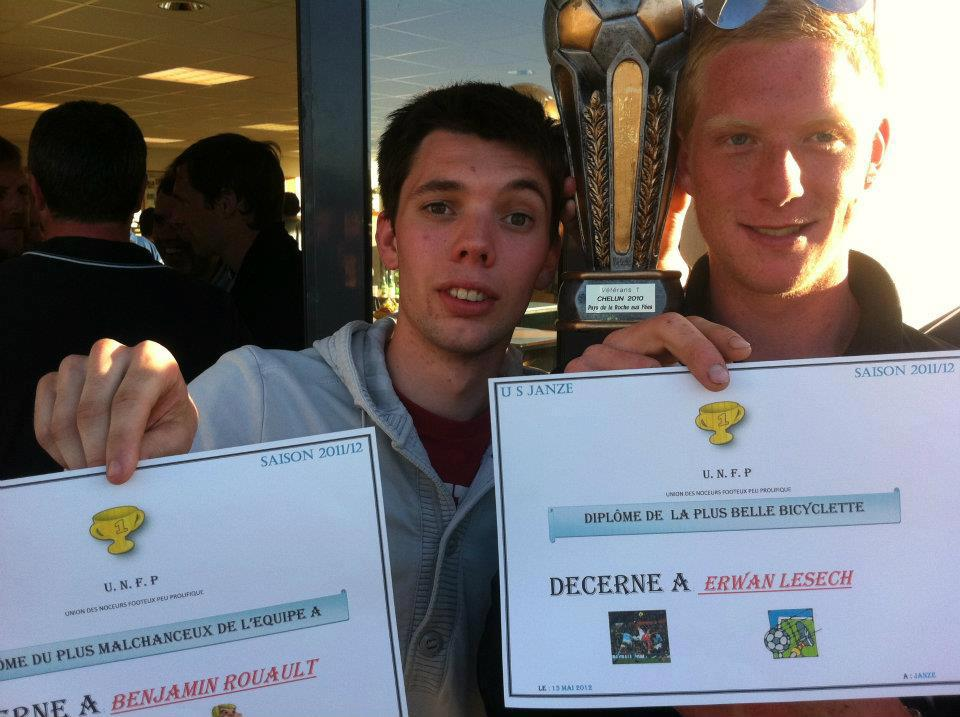 Vétérans 1
CHELUN 2010
Pays de la Roche aux Fées
SAISON 2011/12
1
U. N. F. P
UNION DES NOCEURS FOOTEUX PEU PROLIFIQUE
DU PLUS MALCHANCEUX DE L'EQUIPE A
A BENJAMIN ROUAULT
U S JANZE
SAISON 2011/12
1
U. N. F. P
UNION DES NOCEURS FOOTEUX PEU PROLIFIQUE
DIPLÔME DE LA PLUS BELLE BICYCLETTE
DECERNE A ERWAN LESECH
LE : 13 MAI 2012
A : JANZE